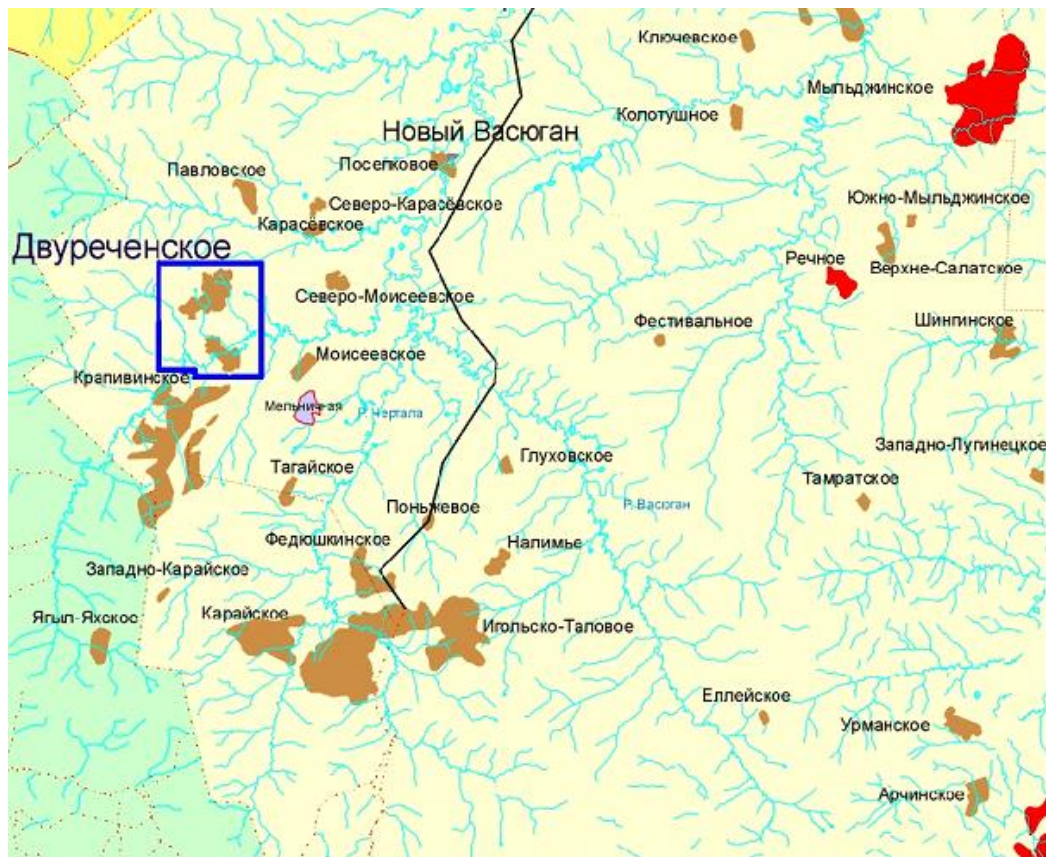 Ключевское
Мыльджинское
Колотушное
Новый Васюган
Поселковое
Павловское
Северо-Карасёвское
Карасёвское
Южно-Мыльджинское
Двуреченское
Речное
Верхне-Салатское
Северо-Моисеевское
Фестивальное
Шингинское
Моисеевское
Крапивинское
Мельничная
Р. Чертала
Западно-Лугинецкое
Глуховское
Тагайское
Тамратское
Поньжевое
Р. Васюган
Федюшкинское
Налимье
Западно-Карайское
Карайское
Ягыл-Яхское
Игольско-Таловое
Еллейское
Урманское
Арчинское